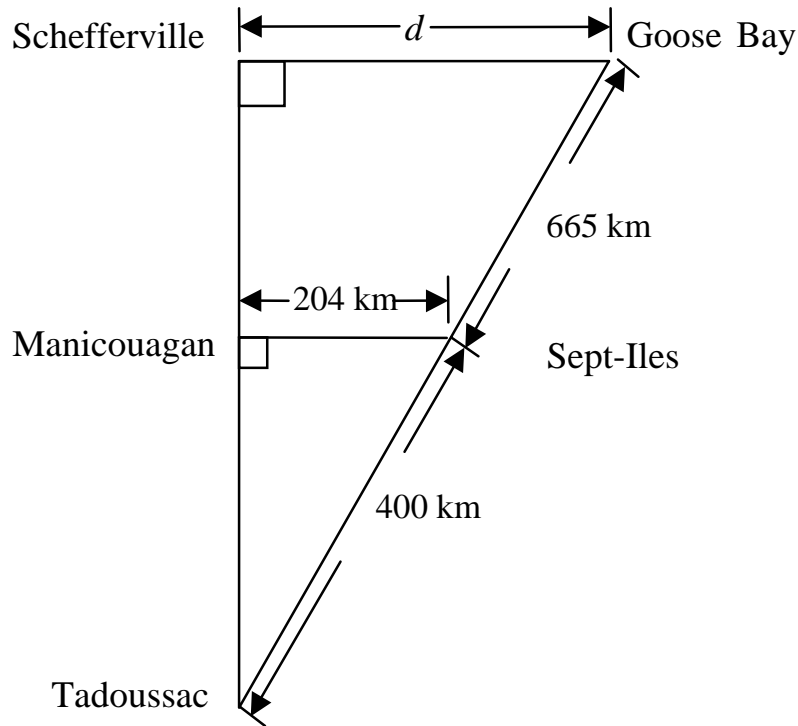 Schefferville
d
Goose Bay
665 km
204 km
Manicouagan
Sept-Iles
400 km
Tadoussac